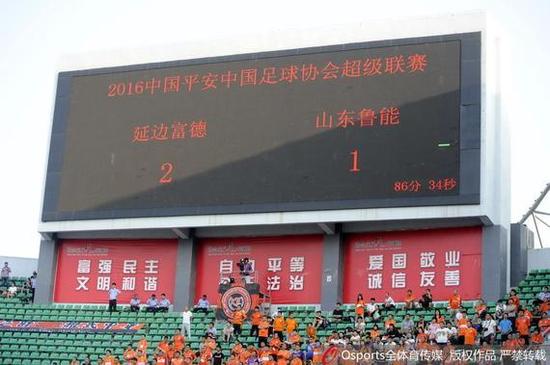 2016中国平安中国足球协会超级联赛
延边富德 山东鲁能
2 1
86分 34秒
富强 民主
文明 和谐
自由 平等
法治
爱国 敬业
诚信 友善
Osports全体育传媒 版权作品 严禁转载